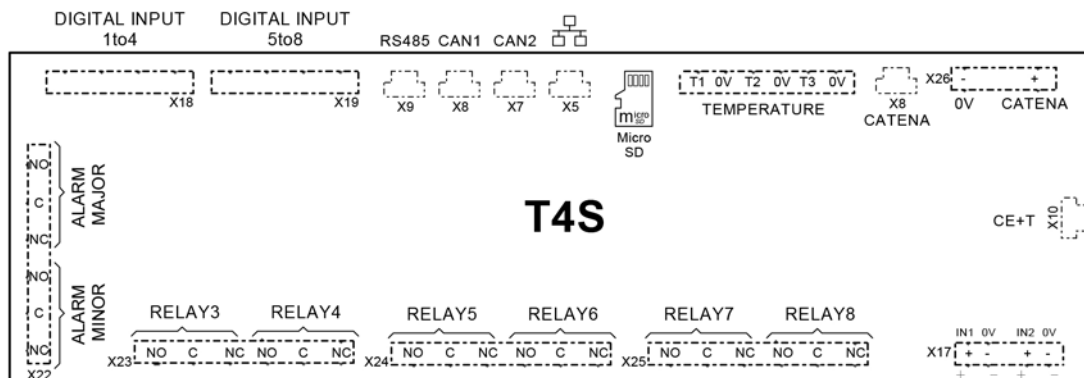 DIGITAL INPUT DIGITAL INPUT
1to4 5to8 RS485 CAN1 CAN2
X18 X19 X9 X8 X7 X5
micro
SD
Micro
SD
T1 0V T2 0V T3 0V
TEMPERATURE
X8
CATENA
X26 - +
0V CATENA
NO
C
NC
ALARM
MAJOR
T4S
CE+T X10
NO
C
NC
ALARM
MINOR
X22
RELAY3 RELAY4 RELAY5 RELAY6 RELAY7 RELAY8
X23 NO C NC NO C NC
X24 NO C NC NO C NC
X25 NO C NC NO C NC
IN1 0V IN2 0V
X17 + - + -
+ - + -